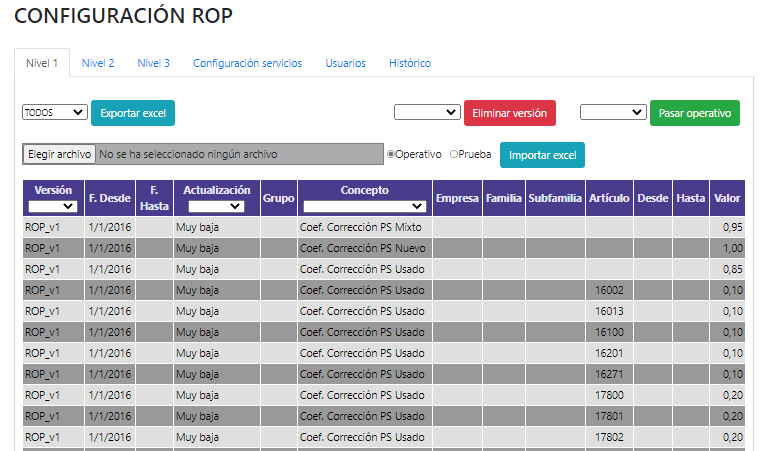 CONFIGURACIÓN ROP
Nivel 1 Nivel 2 Nivel 3 Configuración servicios Usuarios Histórico
TODOS Exportar excel Eliminar versión Pasar operativo
Elegir archivo No se ha seleccionado ningún archivo Operativo Prueba Importar excel
Versión F. Desde F. Hasta Actualización Grupo Concepto Empresa Familia Subfamilia Artículo Desde Hasta Valor
ROP_v1 1/1/2016 Muy baja Coef. Corrección PS Mixto 0,95
ROP_v1 1/1/2016 Muy baja Coef. Corrección PS Nuevo 1,00
ROP_v1 1/1/2016 Muy baja Coef. Corrección PS Usado 0,85
ROP_v1 1/1/2016 Muy baja Coef. Corrección PS Usado 16002 0,10
ROP_v1 1/1/2016 Muy baja Coef. Corrección PS Usado 16013 0,10
ROP_v1 1/1/2016 Muy baja Coef. Corrección PS Usado 16100 0,10
ROP_v1 1/1/2016 Muy baja Coef. Corrección PS Usado 16201 0,10
ROP_v1 1/1/2016 Muy baja Coef. Corrección PS Usado 16271 0,10
ROP_v1 1/1/2016 Muy baja Coef. Corrección PS Usado 17800 0,20
ROP_v1 1/1/2016 Muy baja Coef. Corrección PS Usado 17801 0,20
ROP_v1 1/1/2016 Muy baja Coef. Corrección PS Usado 17802 0,20